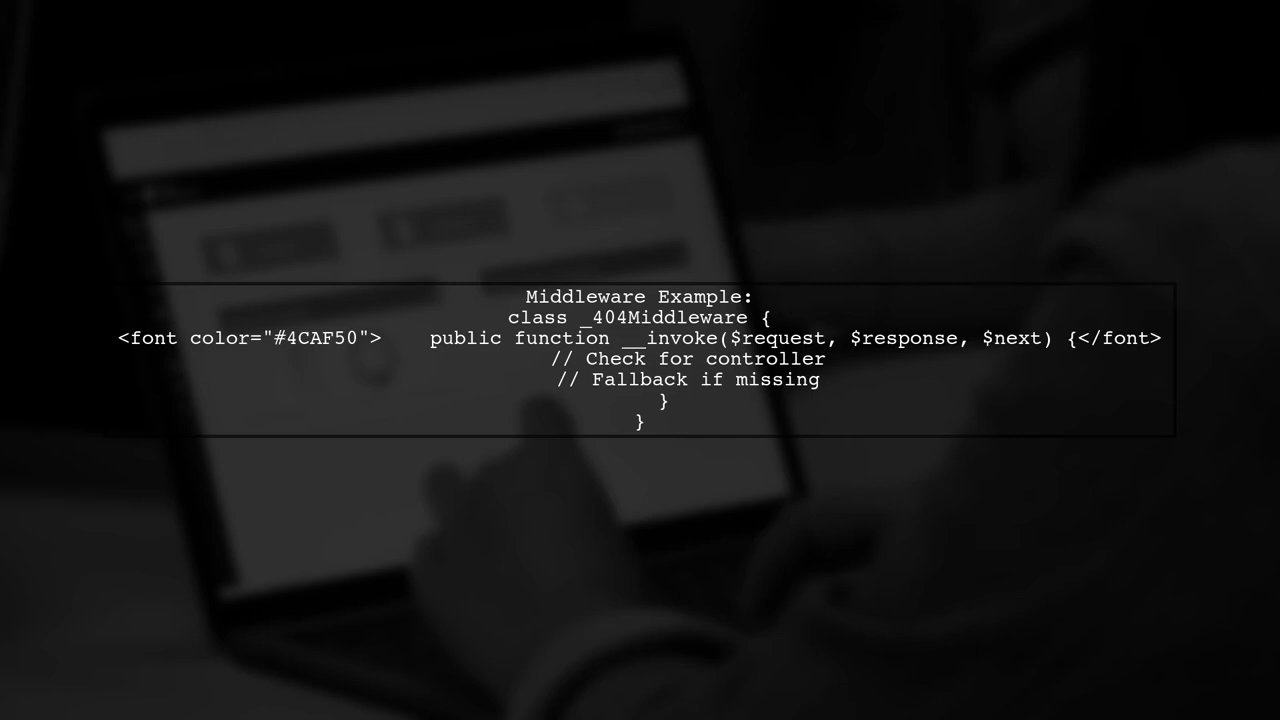 Middleware Example:
class _404Middleware {
<font color="#4CAF50">    public function __invoke($request, $response, $next) {</font>
// Check for controller
// Fallback if missing
}
}